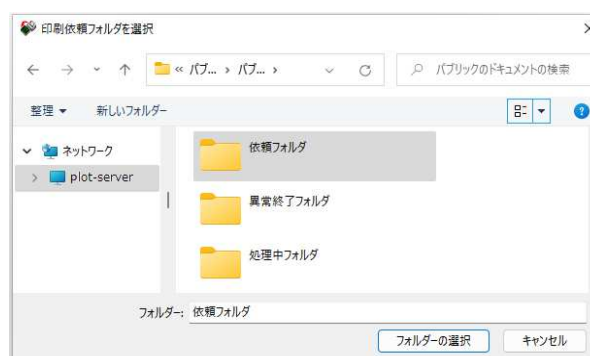 印刷依頼フォルダを選択
« パブ... › パブ... ›
パブリックのドキュメントの検索
整理 新しいフォルダー
ネットワーク
plot-server
依頼フォルダ
異常終了フォルダ
処理中フォルダ
フォルダー: 依頼フォルダ
フォルダーの選択 キャンセル